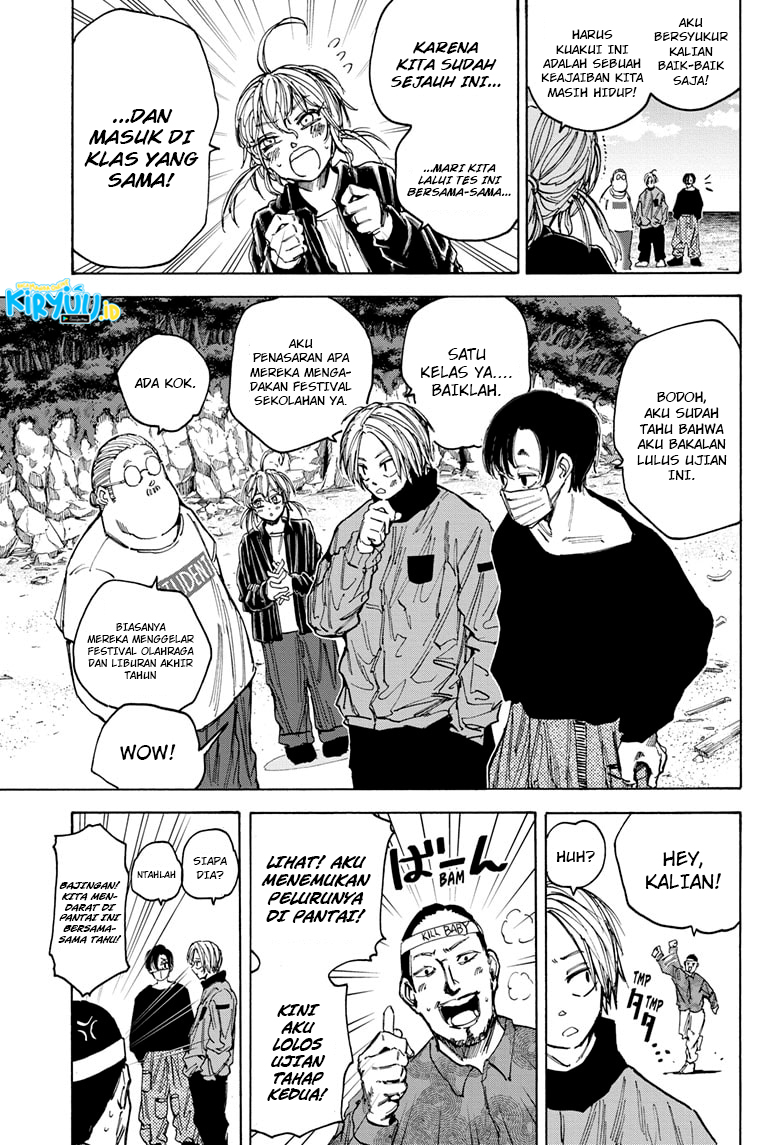 AKU
BERSYUKUR
KALIAN
BAIK-BAIK
SAJA!
HARUS
KUAKUI INI
ADALAH SEBUAH
KEAJAIBAN KITA
MASIH HIDUP!
KARENA
KITA SUDAH
SEJAUH INI...
...MARI KITA
LALUI TES INI
BERSAMA-SAMA...
...DAN
MASUK DI
KLAS YANG
SAMA!
KIRYUU.ID
BODOH,
AKU SUDAH
TAHU BAHWA
AKU BAKALAN
LULUS UJIAN
INI.
SATU
KELAS YA....
BAIKLAH.
AKU
PENASARAN APA
MEREKA MENGA-
DAKAN FESTIVAL
SEKOLAHAN YA.
ADA KOK.
STUDENT
BIASANYA
MEREKA MENGGELAR
FESTIVAL OLAHRAGA
DAN LIBURAN AKHIR
TAHUN
WOW!
HEY,
KALIAN!
HUH?
TMP
TMP
タタ
ばーん
BAM
LIHAT! AKU
MENEMUKAN
PELURUNYA
DI PANTAI!
KILL BABY
KINI
AKU
LOLOS
UJIAN
TAHAP
KEDUA!
SIAPA
DIA?
NTAHLAH
BAJINGAN!
KITA MEN-
DARAT DI
PANTAI INI
BERSAMA-
SAMA TAHU!